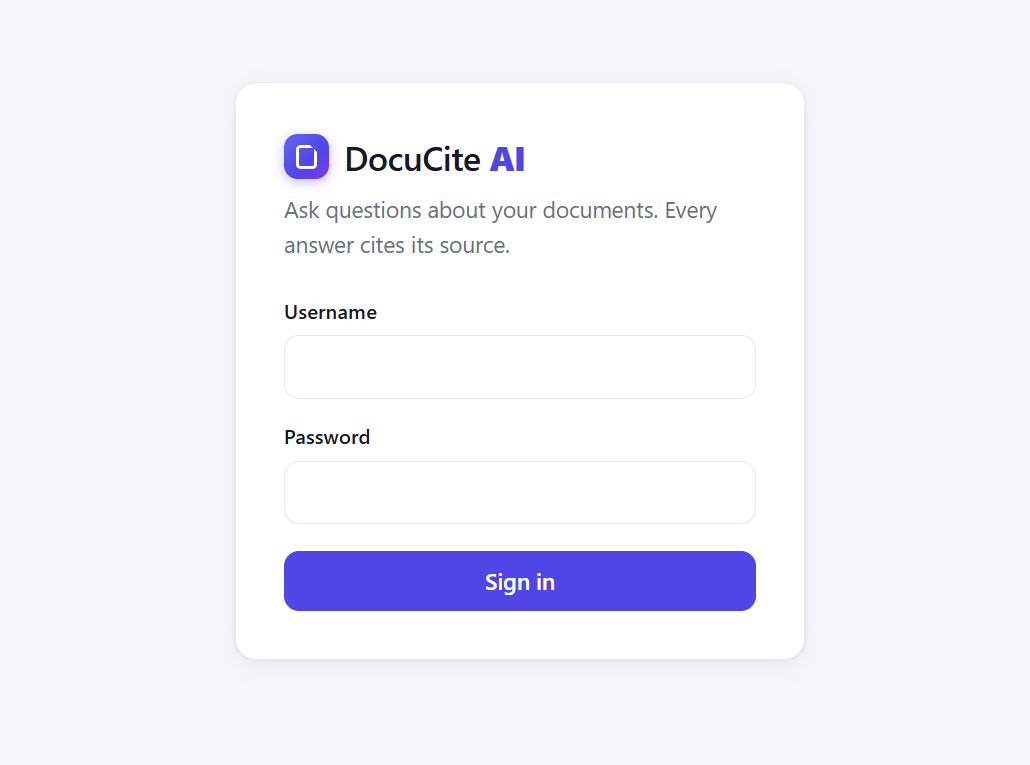 DocuCite AI
Ask questions about your documents. Every
answer cites its source.
Username
Password
Sign in